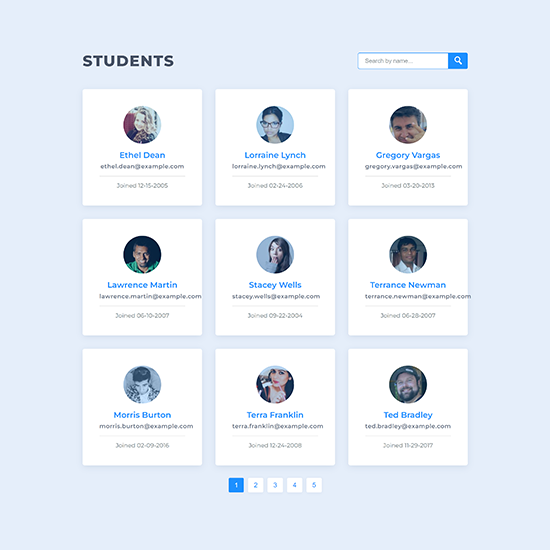 STUDENTS
Search by name...
Ethel Dean
ethel.dean@example.com
Joined 12-15-2005
Lorraine Lynch
lorraine.lynch@example.com
Joined 02-24-2006
Gregory Vargas
gregory.vargas@example.com
Joined 03-20-2013
Lawrence Martin
lawrence.martin@example.com
Joined 06-10-2007
Stacey Wells
stacey.wells@example.com
Joined 09-22-2004
Terrance Newman
terrance.newman@example.com
Joined 06-28-2007
Morris Burton
morris.burton@example.com
Joined 02-09-2016
Terra Franklin
terra.franklin@example.com
Joined 12-24-2008
Ted Bradley
ted.bradley@example.com
Joined 11-29-2017
1 2 3 4 5